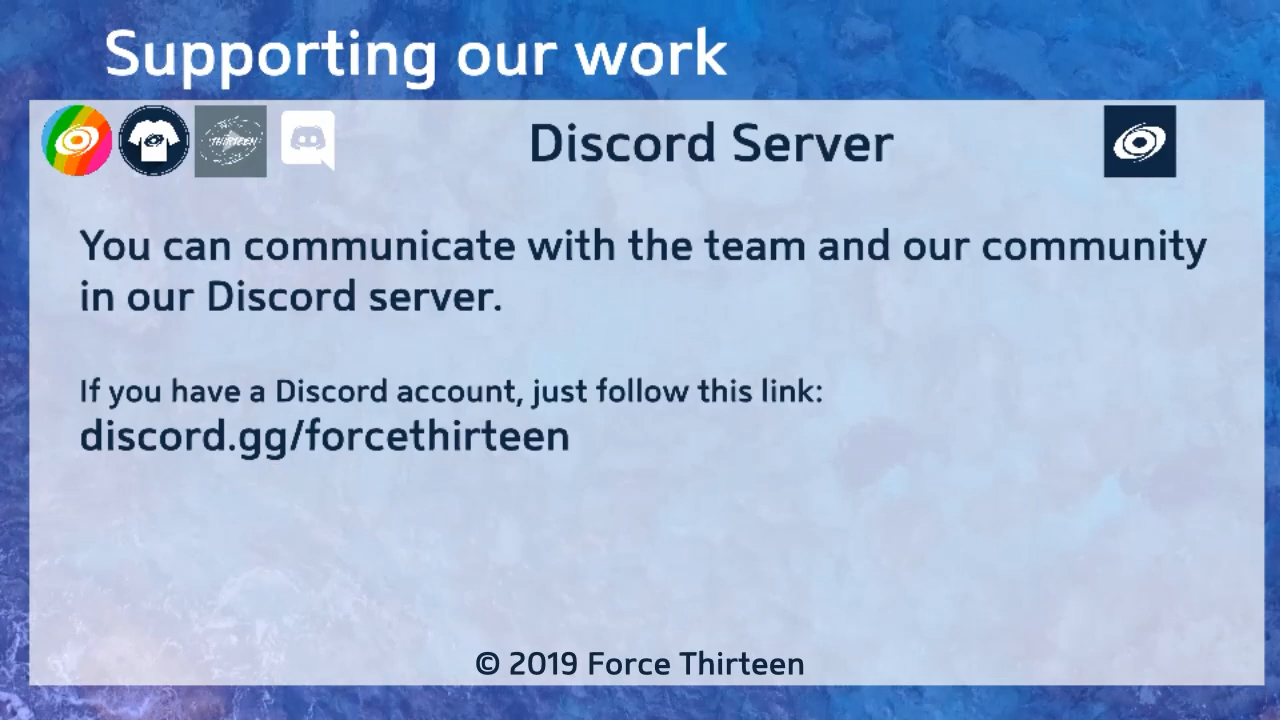 Supporting our work
THIRTEEN
Discord Server
You can communicate with the team and our community
in our Discord server.
If you have a Discord account, just follow this link:
discord.gg/forcethirteen
© 2019 Force Thirteen